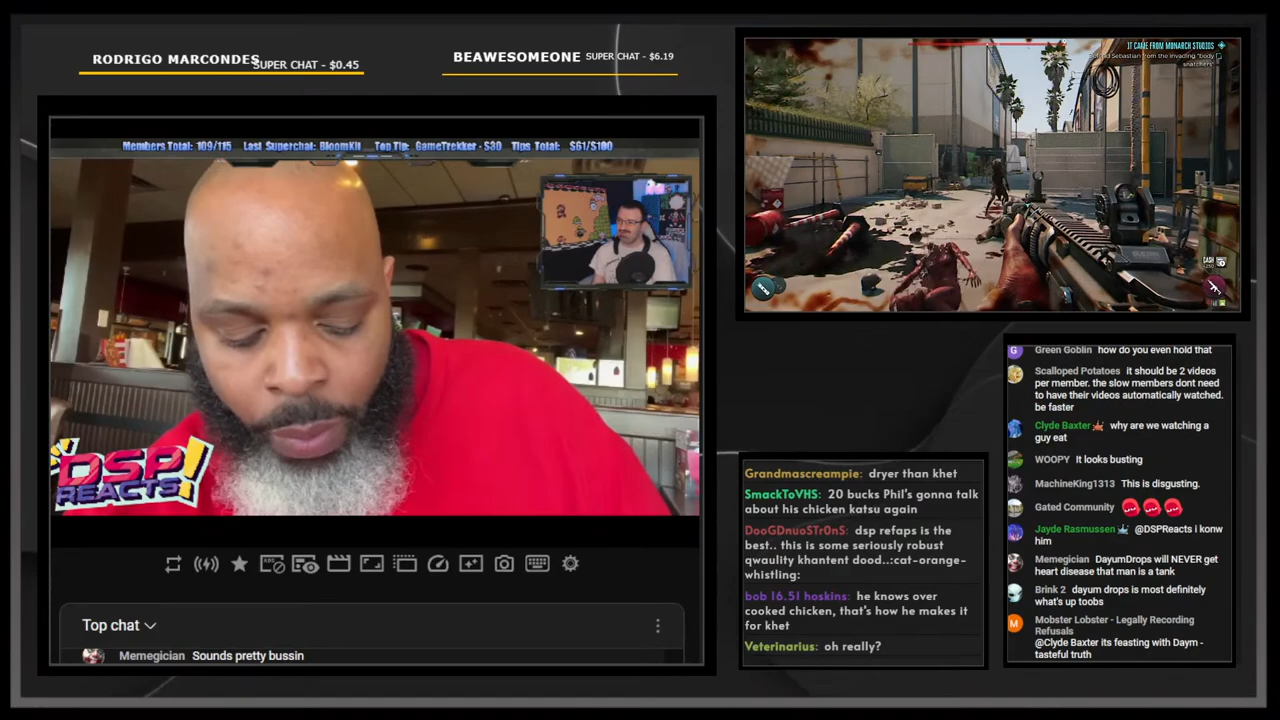 RODRIGO MARCONDES
SUPER CHAT - $0.45
BEAWESOMEONE SUPER CHAT - $6.19
Members Total: 109/115 Last Superchat: BloomKit Top Tip: GameTrekker - $30 Tips Total: $61/$100
DSP
REACTS!
Top chat
Memegician Sounds pretty bussin
IT CAME FROM MONARCH STUDIOS
Defend Sebastian from the invading "body
snatchers"
CASH
Grandmascreampie: dryer than khet
SmackToVHS: 20 bucks Phil's gonna talk
about his chicken katsu again
DooGDnuoSTr0nS: dsp refaps is the
best.. this is some seriously robust
qwaulity khantent dood..:cat-orange-
whistling:
bob 16.51 hoskins: he knows over
cooked chicken, that's how he makes it
for khet
Veterinarius: oh really?
G Green Goblin how do you even hold that
Scalloped Potatoes it should be 2 videos
per member. the slow members dont need
to have their videos automatically watched.
be faster
Clyde Baxter why are we watching a
guy eat
WOOPY It looks busting
MachineKing1313 This is disgusting.
Gated Community
Jayde Rasmussen @DSPReacts i konw
him
Memegician DayumDrops will NEVER get
heart disease that man is a tank
Brink 2 dayum drops is most definitely
what's up toobs
M Mobster Lobster - Legally Recording
Refusals
@Clyde Baxter its feasting with Daym -
tasteful truth